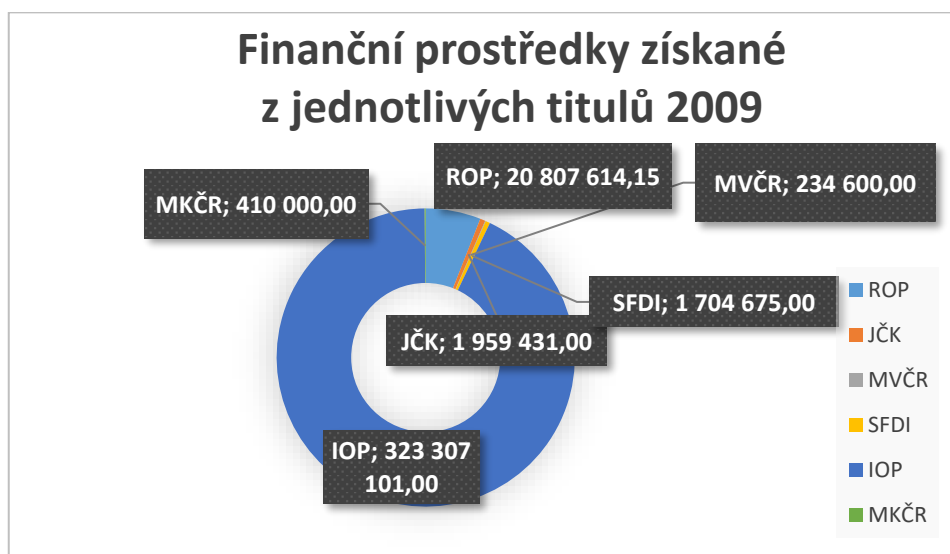 Finanční prostředky získané
z jednotlivých titulů 2009
ROP; 20 807 614,15
MVČR; 234 600,00
MKČR; 410 000,00
SFDI; 1 704 675,00
JČK; 1 959 431,00
IOP; 323 307
101,00
ROP
JČK
MVČR
SFDI
IOP
MKČR